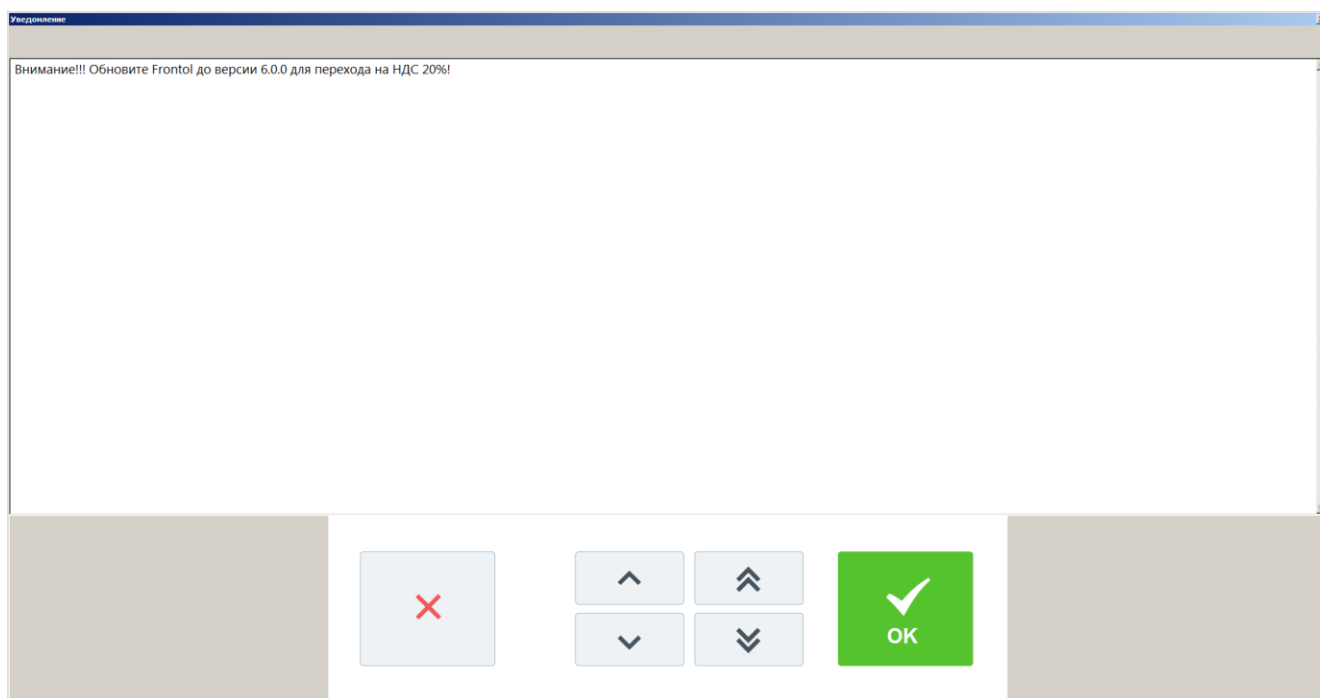 Уведомление
Внимание!!! Обновите Frontol до версии 6.0.0 для перехода на НДС 20%!
OK